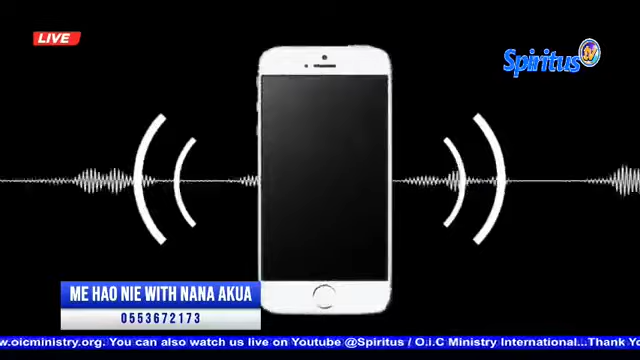 LIVE
Spiritus tv
ME HAO NIE WITH NANA AKUA
0553672173
www.oicministry.org. You can also watch us live on Youtube @Spiritus / O.i.C Ministry International...Thank Yo